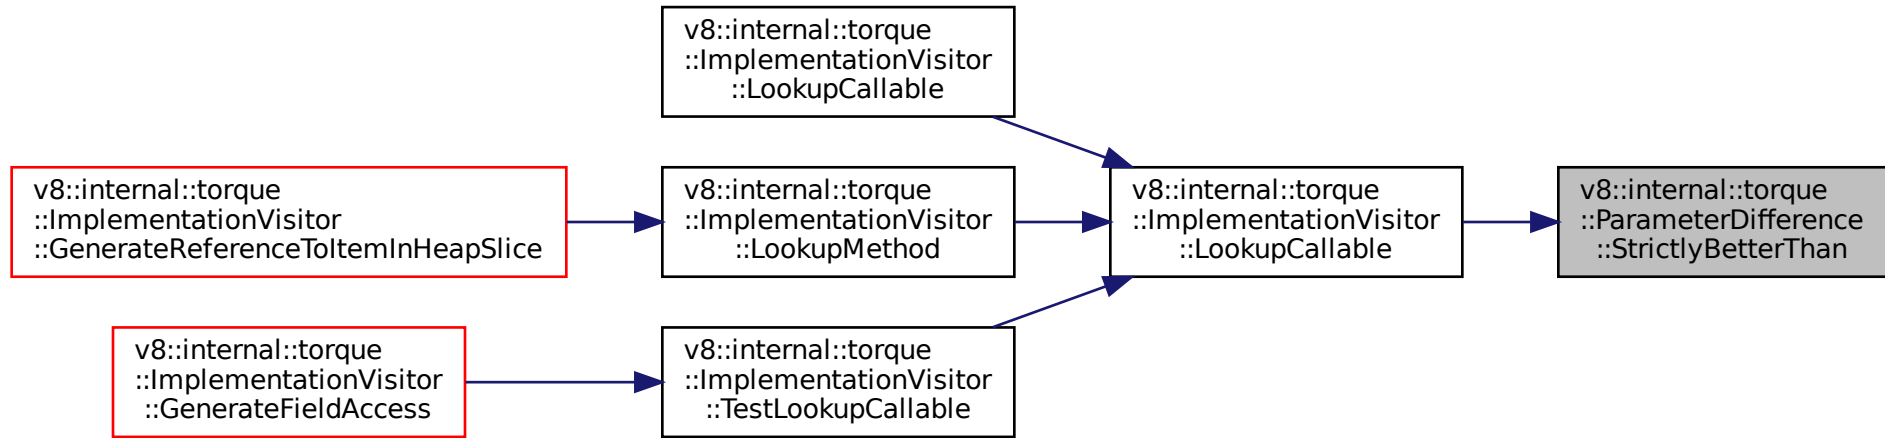 v8::internal::torque
::ImplementationVisitor
::LookupCallable
v8::internal::torque
::ImplementationVisitor
::GenerateReferenceToItemInHeapSlice
v8::internal::torque
::ImplementationVisitor
::LookupMethod
v8::internal::torque
::ImplementationVisitor
::LookupCallable
v8::internal::torque
::ParameterDifference
::StrictlyBetterThan
v8::internal::torque
::ImplementationVisitor
::GenerateFieldAccess
v8::internal::torque
::ImplementationVisitor
::TestLookupCallable